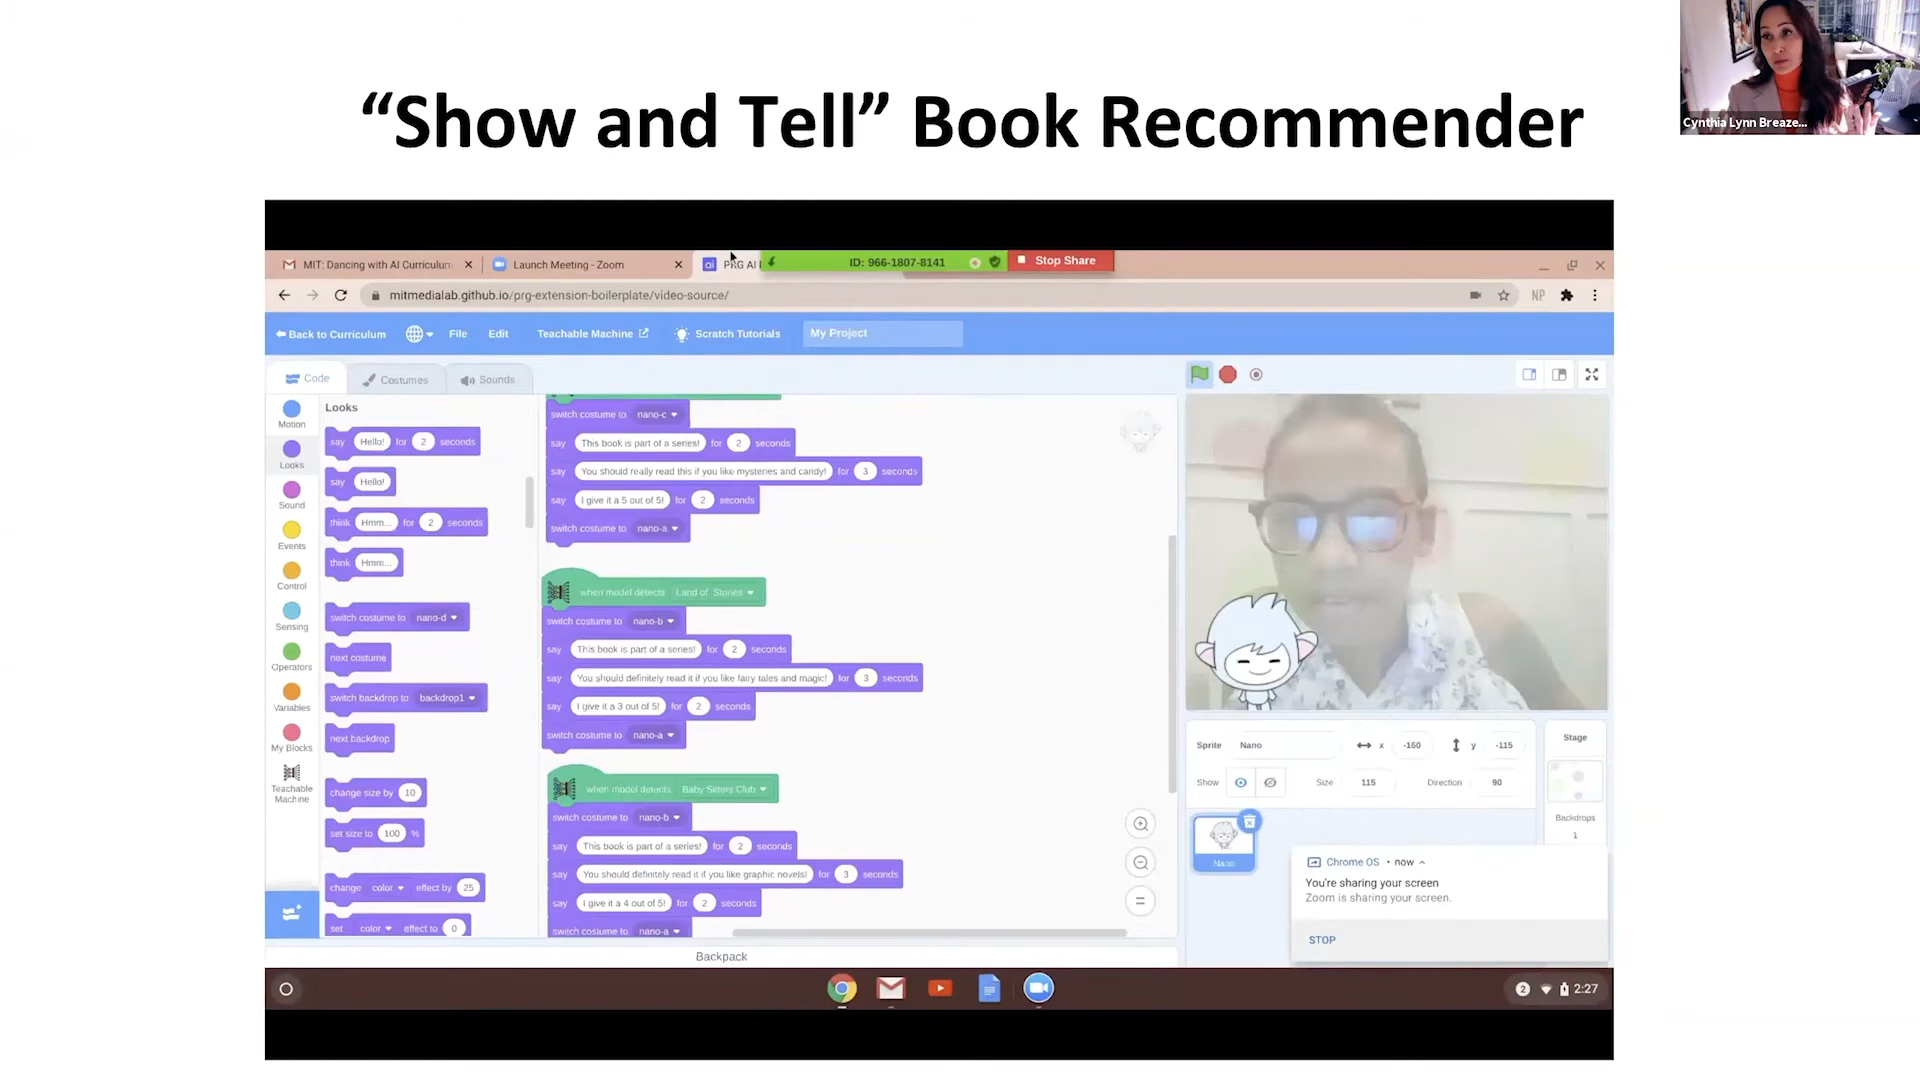 “Show and Tell” Book Recommender
Cynthia Lynn Breaze...
MIT: Dancing with AI Curriculum
Launch Meeting - Zoom
PRG AI
ID: 966-1807-8141
Stop Share
mitmedialab.github.io/prg-extension-boilerplate/video-source/
NP
Back to Curriculum
File
Edit
Teachable Machine
Scratch Tutorials
My Project
Code
Costumes
Sounds
Motion
Looks
Sound
Events
Control
Sensing
Operators
Variables
My Blocks
Teachable
Machine
Looks
say Hello! for 2 seconds
say Hello!
think Hmm... for 2 seconds
think Hmm...
switch costume to nano-d
next costume
switch backdrop to backdrop1
next backdrop
change size by 10
set size to 100 %
change color effect by 25
set color effect to 0
switch costume to nano-c
say This book is part of a series! for 2 seconds
say You should really read this if you like mysteries and candy! for 3 seconds
say I give it a 5 out of 5! for 2 seconds
switch costume to nano-a
when model detects Land of Stories
switch costume to nano-b
say This book is part of a series! for 2 seconds
say You should definitely read it if you like fairy tales and magic! for 3 seconds
say I give it a 3 out of 5! for 2 seconds
switch costume to nano-a
when model detects Baby Sitters Club
switch costume to nano-b
say This book is part of a series! for 2 seconds
say You should definitely read it if you like graphic novels! for 3 seconds
say I give it a 4 out of 5! for 2 seconds
switch costume to nano-a
Backpack
Sprite Nano x -160 y -115
Show Size 115 Direction 90
Nano
Stage
Backdrops
1
Chrome OS • now
You're sharing your screen
Zoom is sharing your screen.
STOP
2 2:27